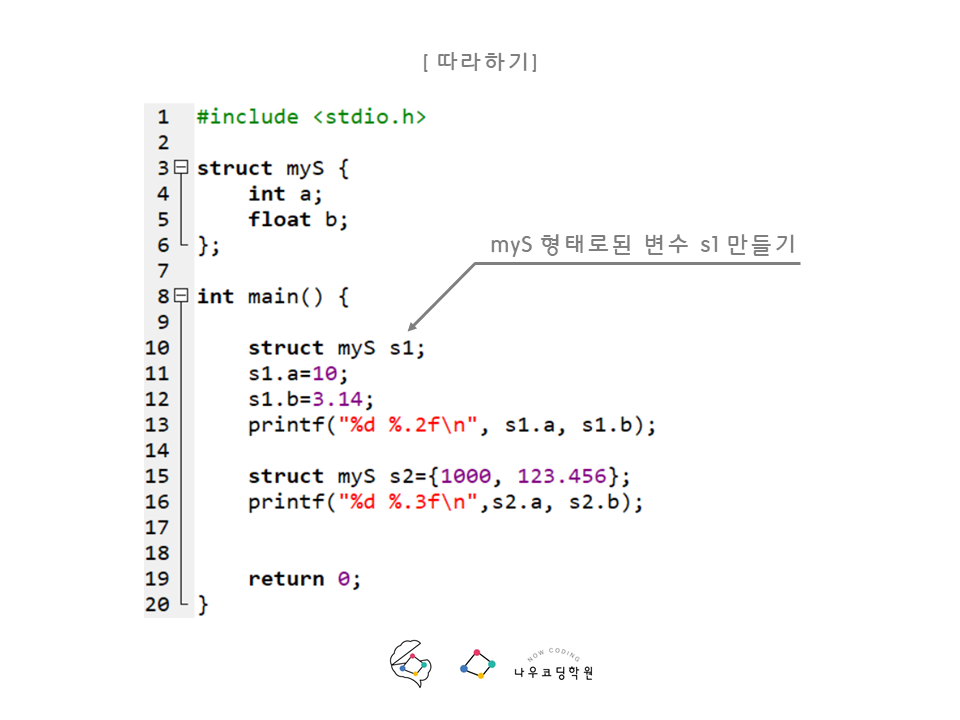 [ 따라하기]
1 #include <stdio.h>
2
3 struct myS {
4 int a;
5 float b;
6 };
myS 형태로된 변수 s1 만들기
7
8 int main() {
9
10 struct myS s1;
11 s1.a=10;
12 s1.b=3.14;
13 printf("%d %.2f\n", s1.a, s1.b);
14
15 struct myS s2={1000, 123.456};
16 printf("%d %.3f\n",s2.a, s2.b);
17
18
19 return 0;
20 }
NOW CODING
나우코딩학원